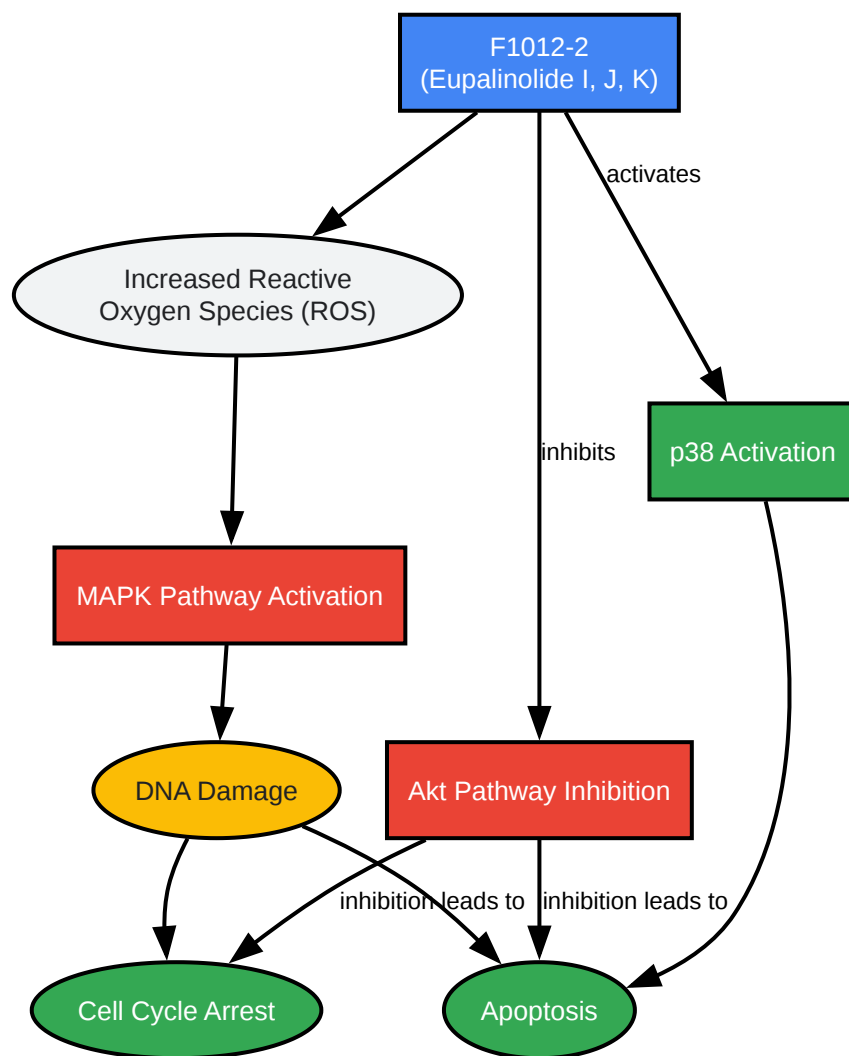 F1012-2
(Eupalinolide I, J, K)
activates
Increased Reactive
Oxygen Species (ROS)
inhibits
p38 Activation
MAPK Pathway Activation
DNA Damage
Akt Pathway Inhibition
inhibition leads to
inhibition leads to
Cell Cycle Arrest
Apoptosis